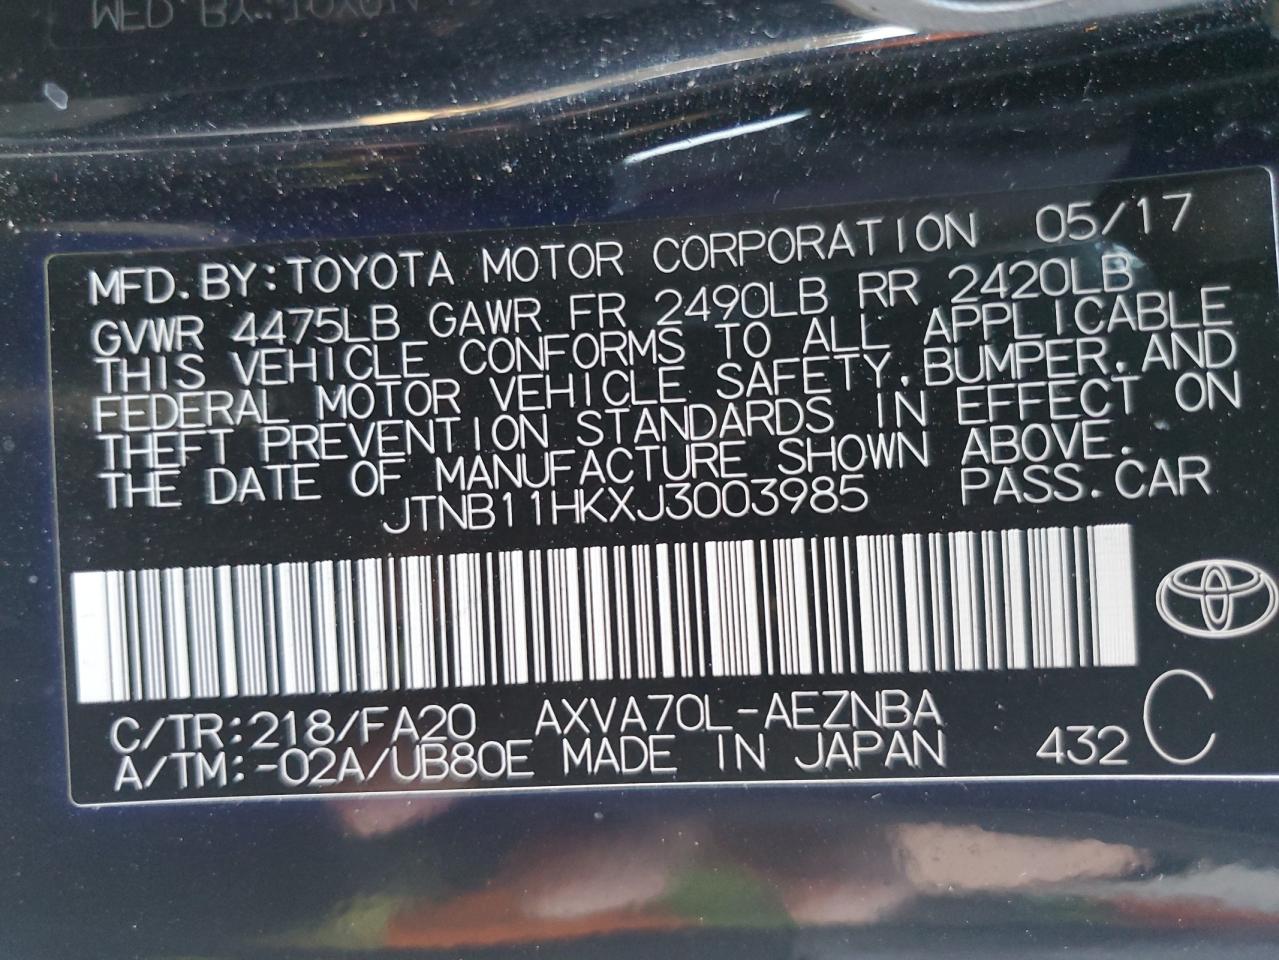 MFD. BY: TOYOTA MOTOR CORPORATION 05/17
GVWR 4475LB GAWR FR 2490LB RR 2420LB
THIS VEHICLE CONFORMS TO ALL APPLICABLE
FEDERAL MOTOR VEHICLE SAFETY, BUMPER, AND
THEFT PREVENTION STANDARDS IN EFFECT ON
THE DATE OF MANUFACTURE SHOWN ABOVE.
JTNB11HKXJ3003985 PASS. CAR
C/TR:218/FA20 AXVA70L-AEZNBA
A/TM:-02A/UB80E MADE IN JAPAN 432 C